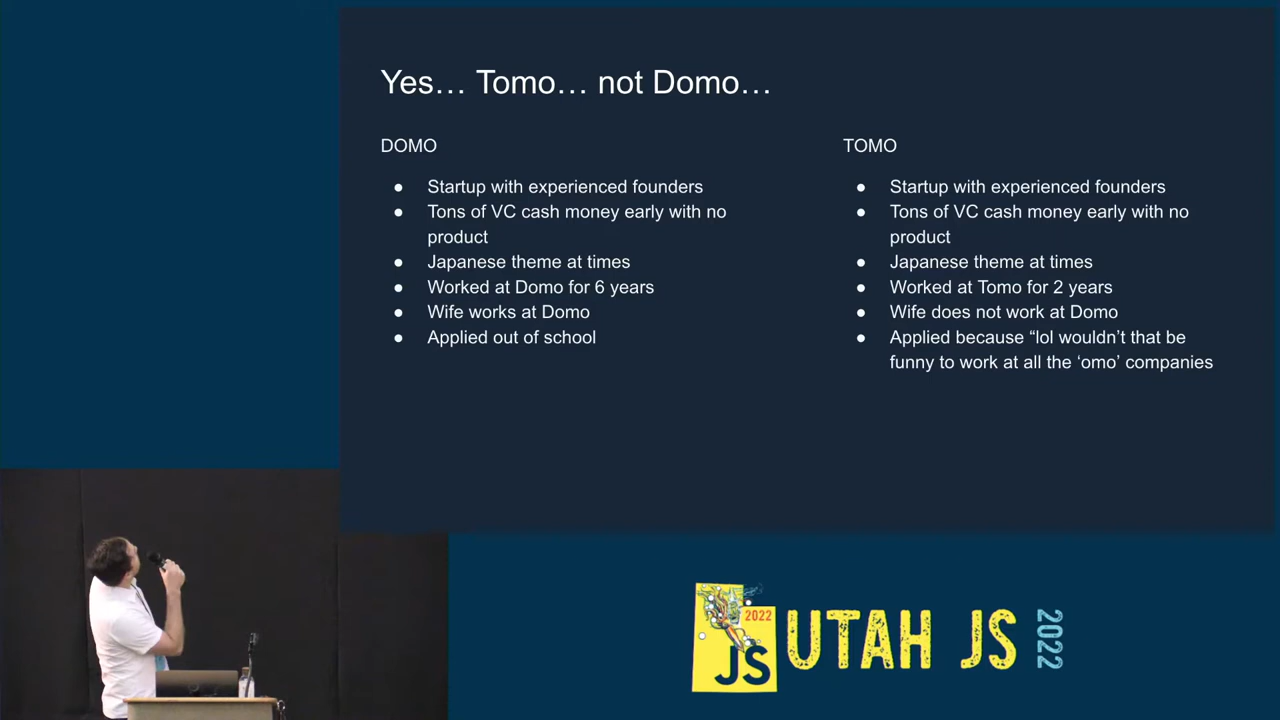 Yes… Tomo… not Domo…
DOMO
● Startup with experienced founders
● Tons of VC cash money early with no
product
● Japanese theme at times
● Worked at Domo for 6 years
● Wife works at Domo
● Applied out of school
TOMO
● Startup with experienced founders
● Tons of VC cash money early with no
product
● Japanese theme at times
● Worked at Tomo for 2 years
● Wife does not work at Domo
● Applied because “lol wouldn’t that be
funny to work at all the ‘omo’ companies
2022
JS
UTAH JS
2022